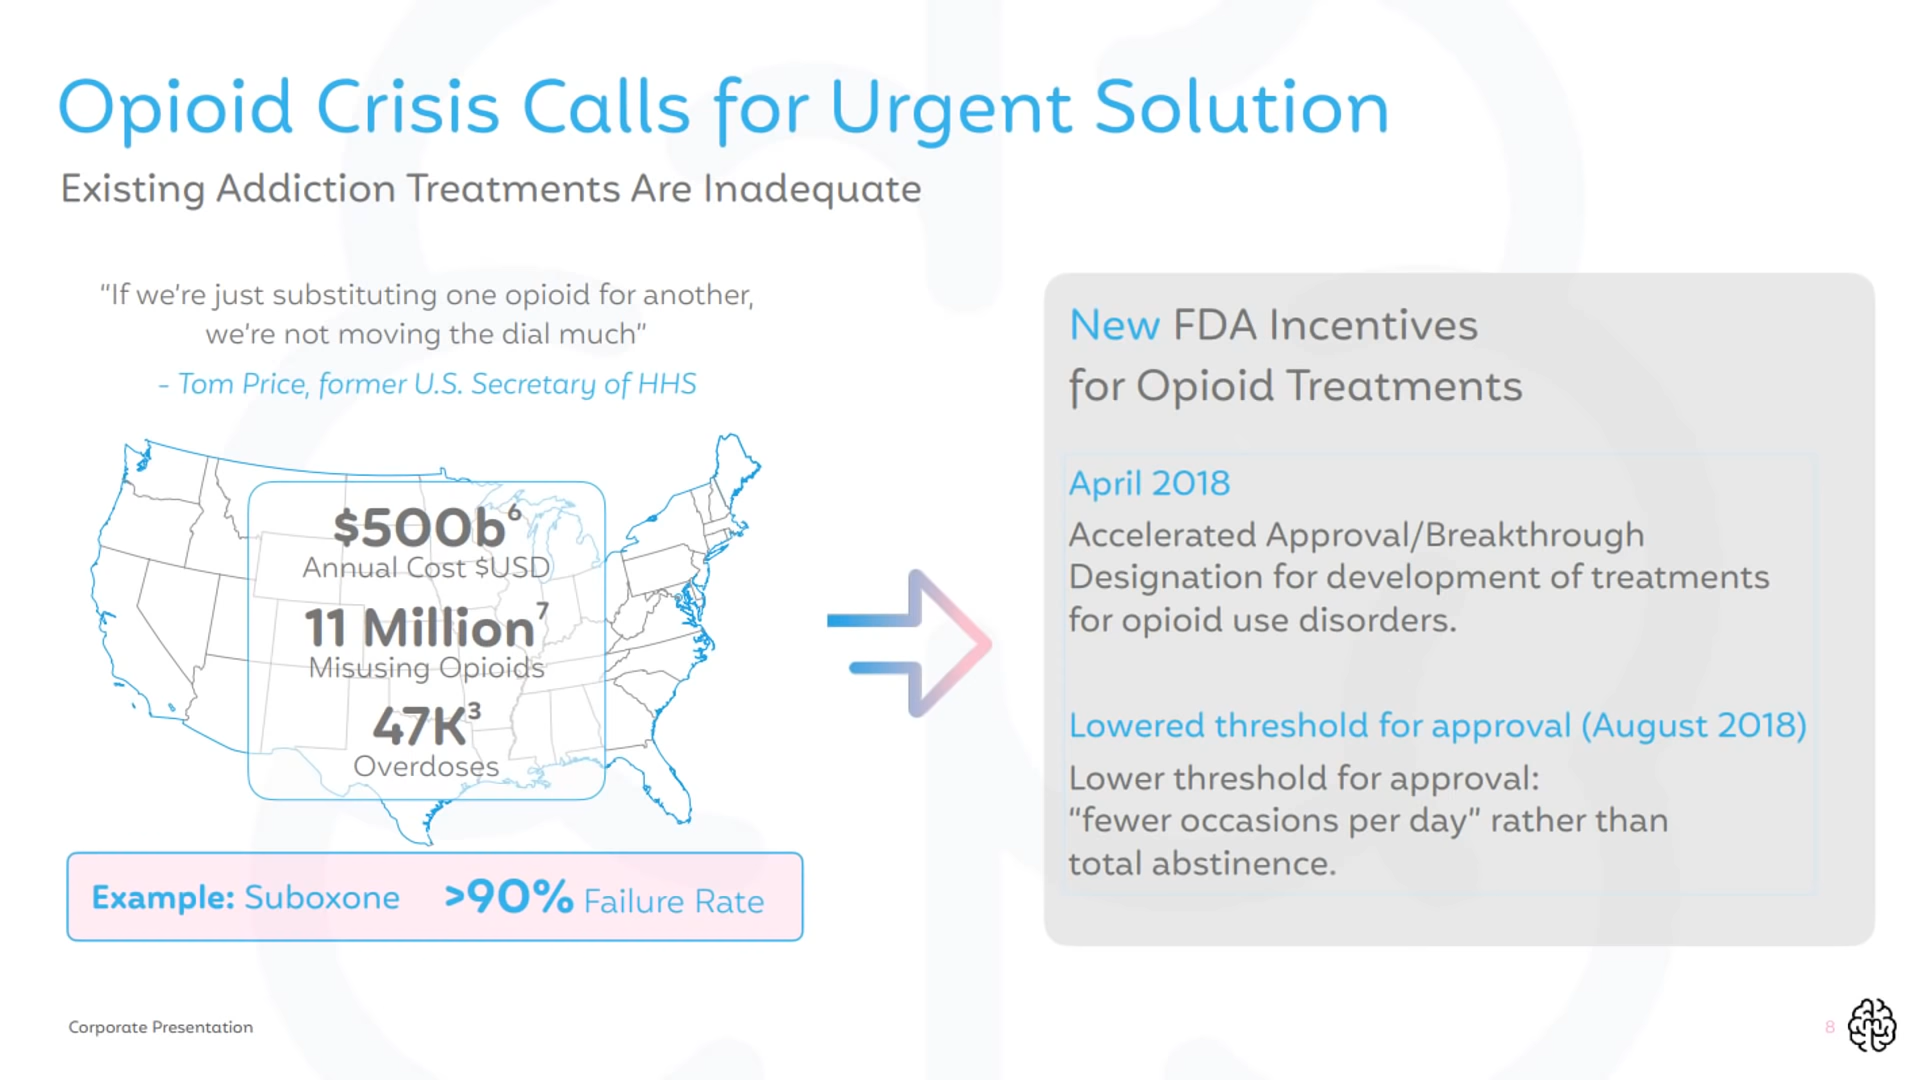 Opioid Crisis Calls for Urgent Solution
Existing Addiction Treatments Are Inadequate
“If we’re just substituting one opioid for another,
we’re not moving the dial much”
- Tom Price, former U.S. Secretary of HHS
$500b⁶
Annual Cost $USD
11 Million⁷
Misusing Opioids
47K³
Overdoses
Example: Suboxone >90% Failure Rate
New FDA Incentives
for Opioid Treatments
April 2018
Accelerated Approval/Breakthrough
Designation for development of treatments
for opioid use disorders.
Lowered threshold for approval (August 2018)
Lower threshold for approval:
“fewer occasions per day” rather than
total abstinence.
Corporate Presentation
8